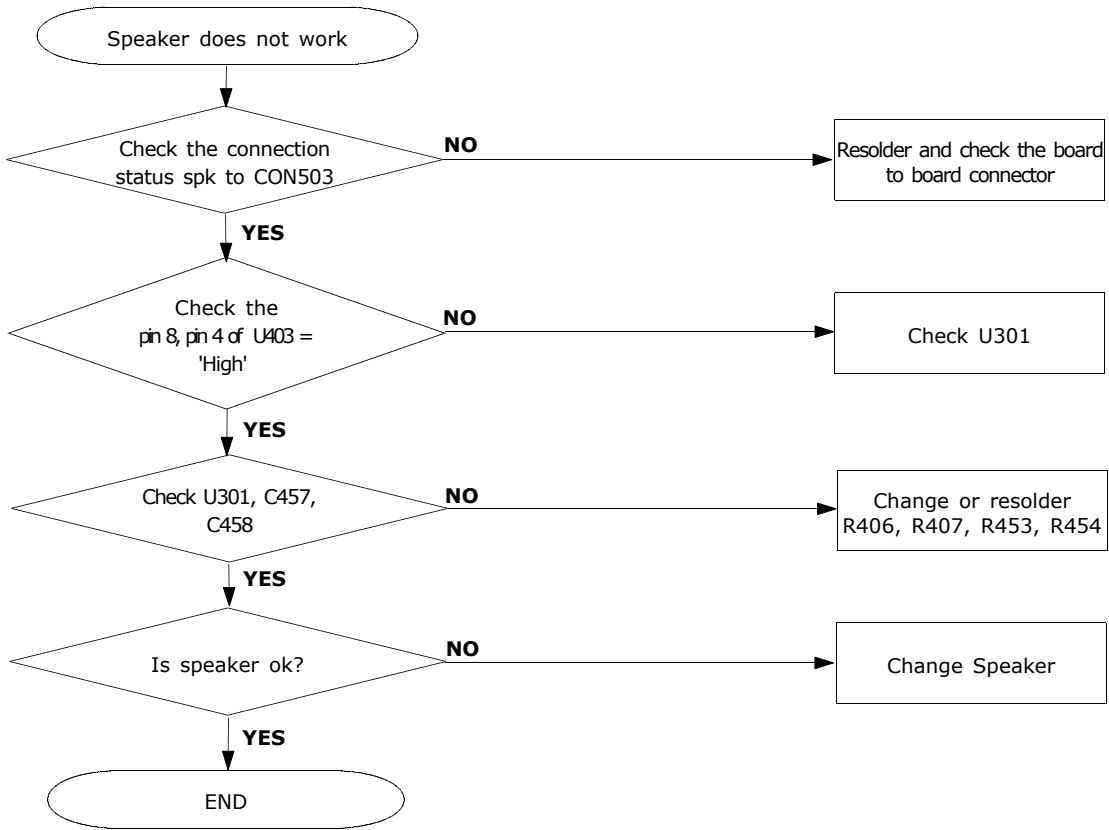 Speaker does not work
Check the connection
status spk to CON503
NO
Resolder and check the board
to board connector
YES
Check the
pin 8, pin 4 of U403 =
'High'
NO
Check U301
YES
Check U301, C457,
C458
NO
Change or resolder
R406, R407, R453, R454
YES
Is speaker ok?
NO
Change Speaker
YES
END